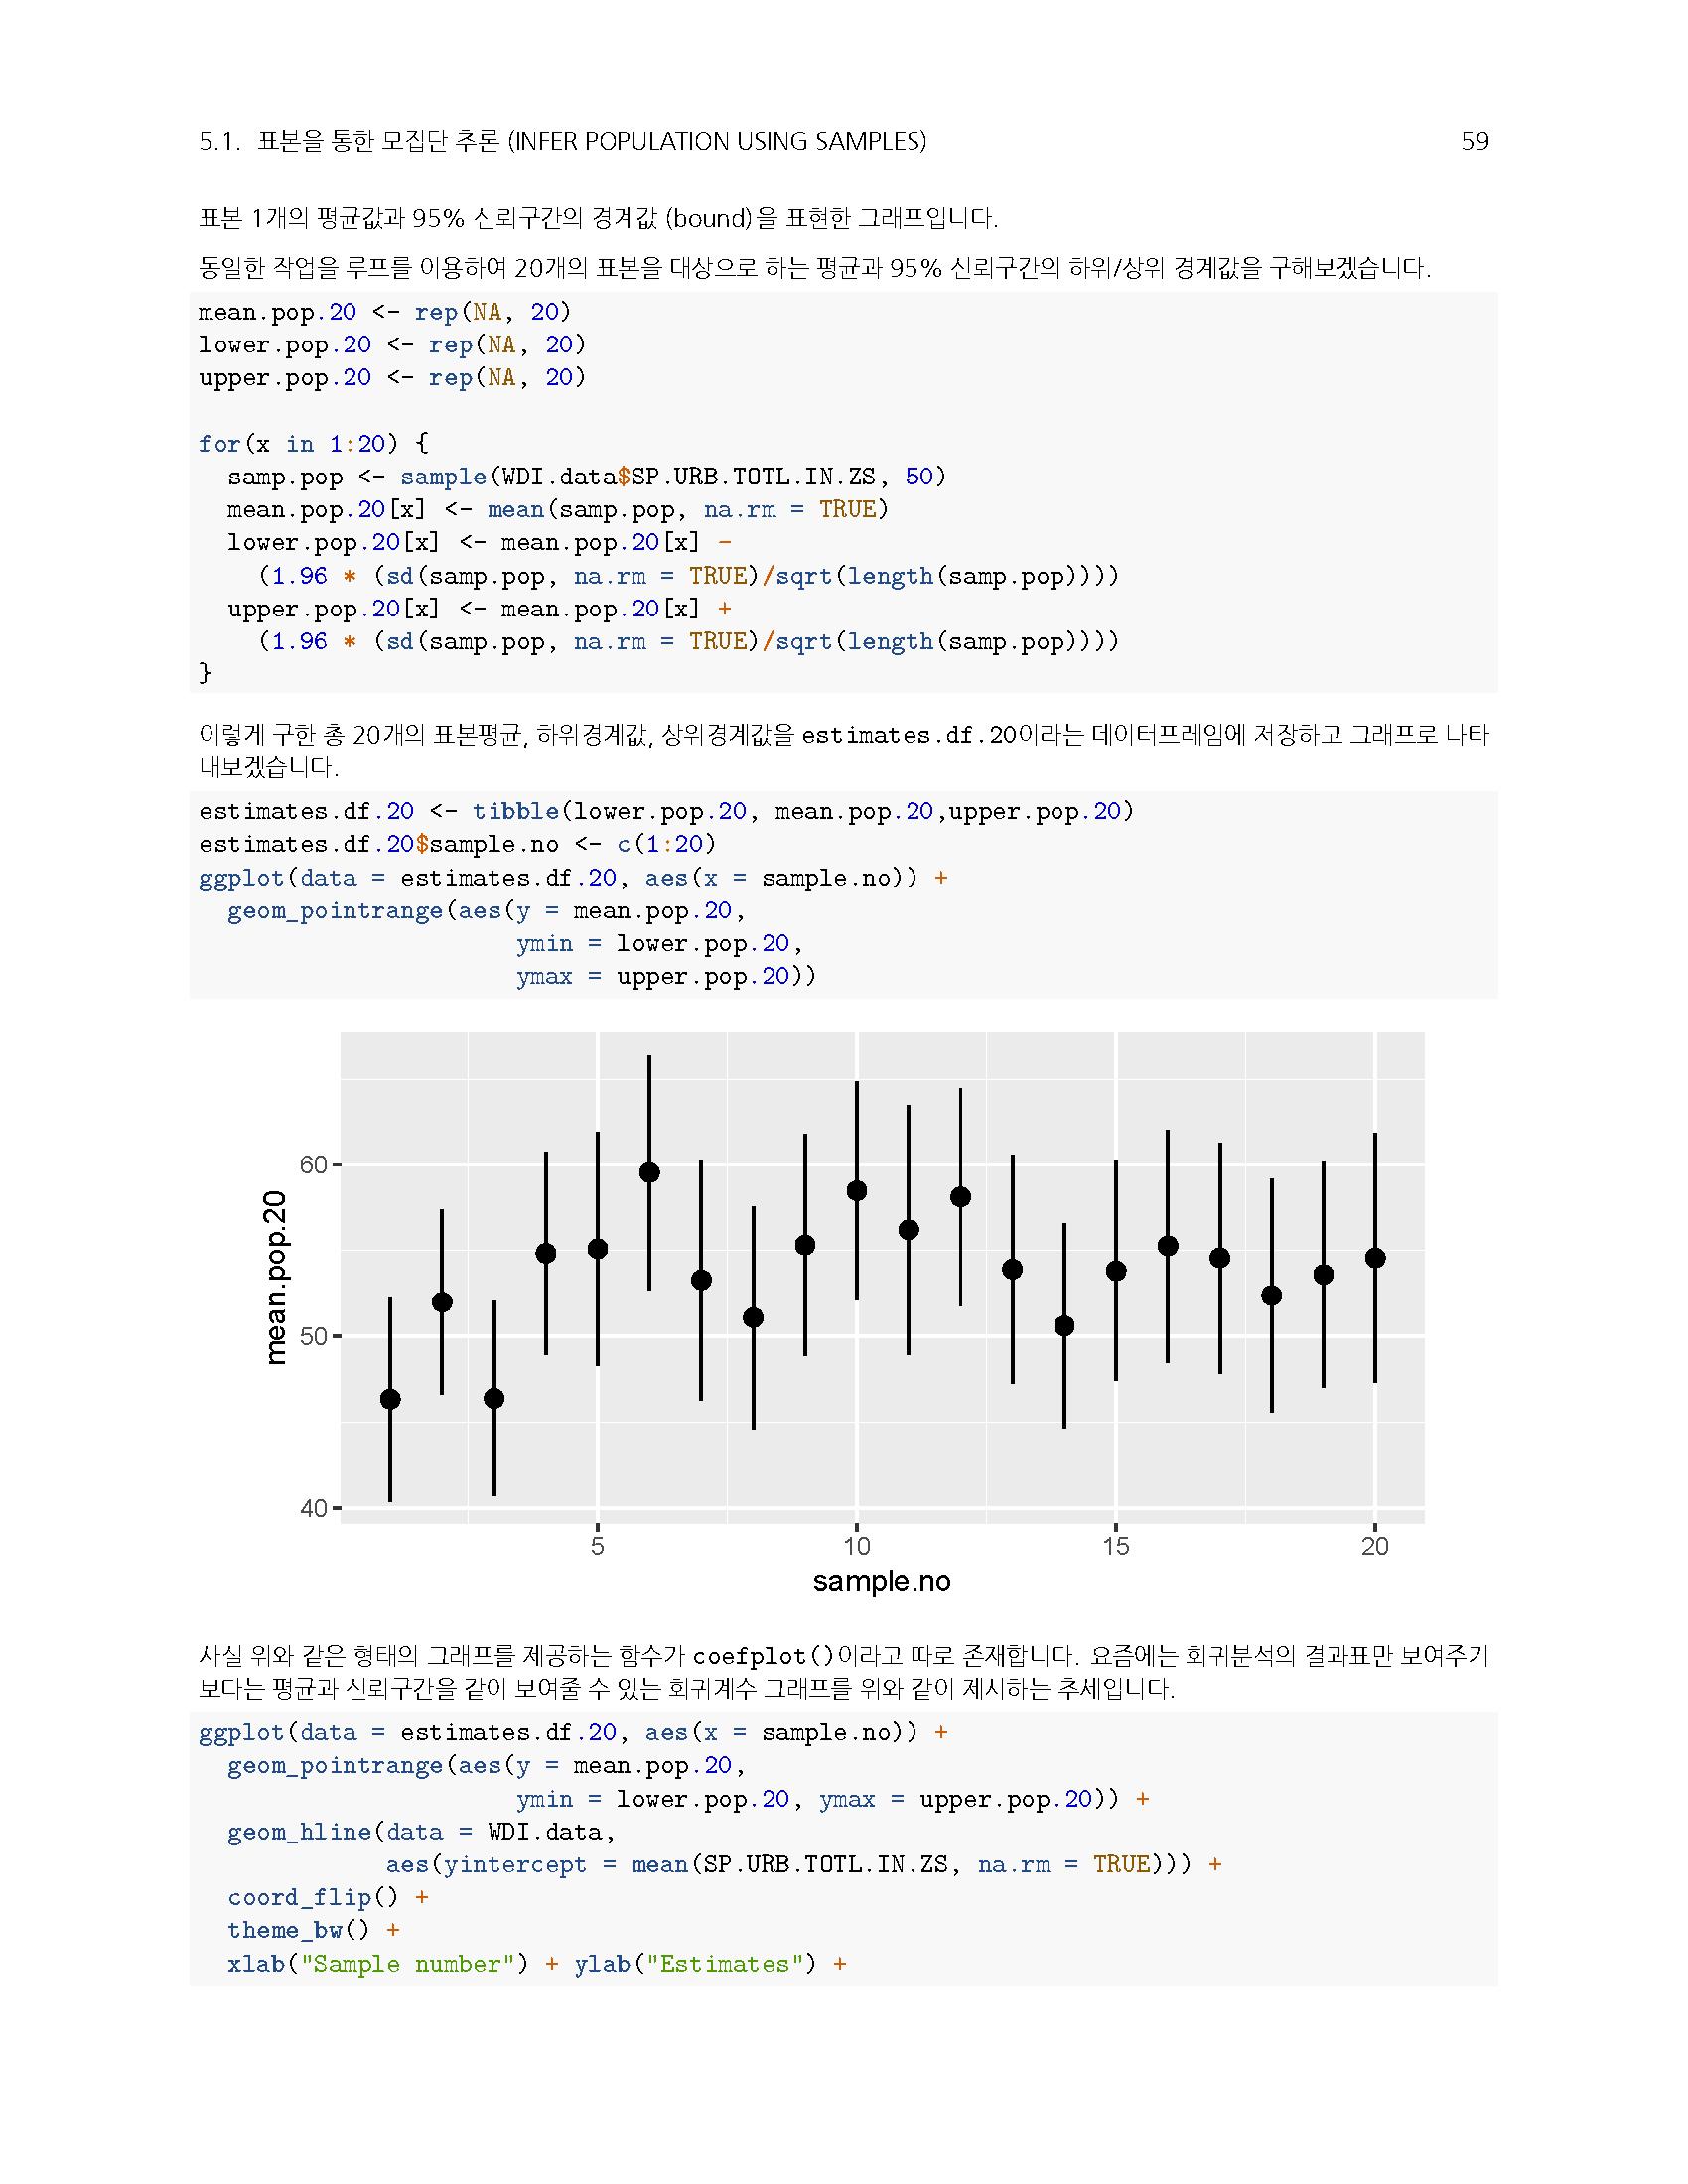 5.1. 표본을 통한 모집단 추론 (INFER POPULATION USING SAMPLES) 59
표본 1개의 평균값과 95% 신뢰구간의 경계값 (bound)을 표현한 그래프입니다.
동일한 작업을 루프를 이용하여 20개의 표본을 대상으로 하는 평균과 95% 신뢰구간의 하위/상위 경계값을 구해보겠습니다.
mean.pop.20 <- rep(NA, 20)
lower.pop.20 <- rep(NA, 20)
upper.pop.20 <- rep(NA, 20)
for(x in 1:20) {
  samp.pop <- sample(WDI.data$SP.URB.TOTL.IN.ZS, 50)
  mean.pop.20[x] <- mean(samp.pop, na.rm = TRUE)
  lower.pop.20[x] <- mean.pop.20[x] -
    (1.96 * (sd(samp.pop, na.rm = TRUE)/sqrt(length(samp.pop))))
  upper.pop.20[x] <- mean.pop.20[x] +
    (1.96 * (sd(samp.pop, na.rm = TRUE)/sqrt(length(samp.pop))))
}
이렇게 구한 총 20개의 표본평균, 하위경계값, 상위경계값을 estimates.df.20이라는 데이터프레임에 저장하고 그래프로 나타
내보겠습니다.
estimates.df.20 <- tibble(lower.pop.20, mean.pop.20,upper.pop.20)
estimates.df.20$sample.no <- c(1:20)
ggplot(data = estimates.df.20, aes(x = sample.no)) +
  geom_pointrange(aes(y = mean.pop.20,
                      ymin = lower.pop.20,
                      ymax = upper.pop.20))
mean.pop.20
60
50
40
5 10 15 20
sample.no
사실 위와 같은 형태의 그래프를 제공하는 함수가 coefplot()이라고 따로 존재합니다. 요즘에는 회귀분석의 결과표만 보여주기
보다는 평균과 신뢰구간을 같이 보여줄 수 있는 회귀계수 그래프를 위와 같이 제시하는 추세입니다.
ggplot(data = estimates.df.20, aes(x = sample.no)) +
  geom_pointrange(aes(y = mean.pop.20,
                      ymin = lower.pop.20, ymax = upper.pop.20)) +
  geom_hline(data = WDI.data,
             aes(yintercept = mean(SP.URB.TOTL.IN.ZS, na.rm = TRUE))) +
  coord_flip() +
  theme_bw() +
  xlab("Sample number") + ylab("Estimates") +